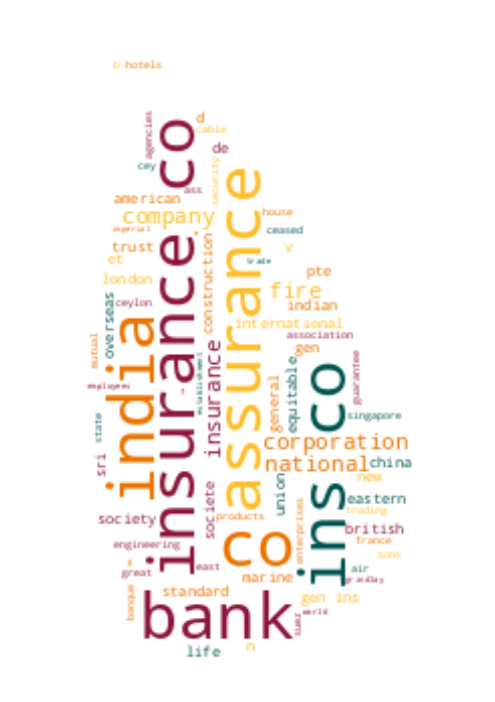 b hotels
agencies
insurance co
d
cable
de
cey
security
assurance
ass
american
company
house
imperial
construction
ceased
trust
v
et
trade
pte
london
fire
overseas
ceylon
indian
india
international
mutual
association
insurance
gen
equitable
guarantee
ins co
establishment
employees
general
state
singapore
corporation
sri
national
china
union
new
societe
eastern
society
products
trading
co
enterprises
british
engineering
france
sons
east
great
marine
air
grindlay
banque
standard
bank
gen ins
world
suez
life
n